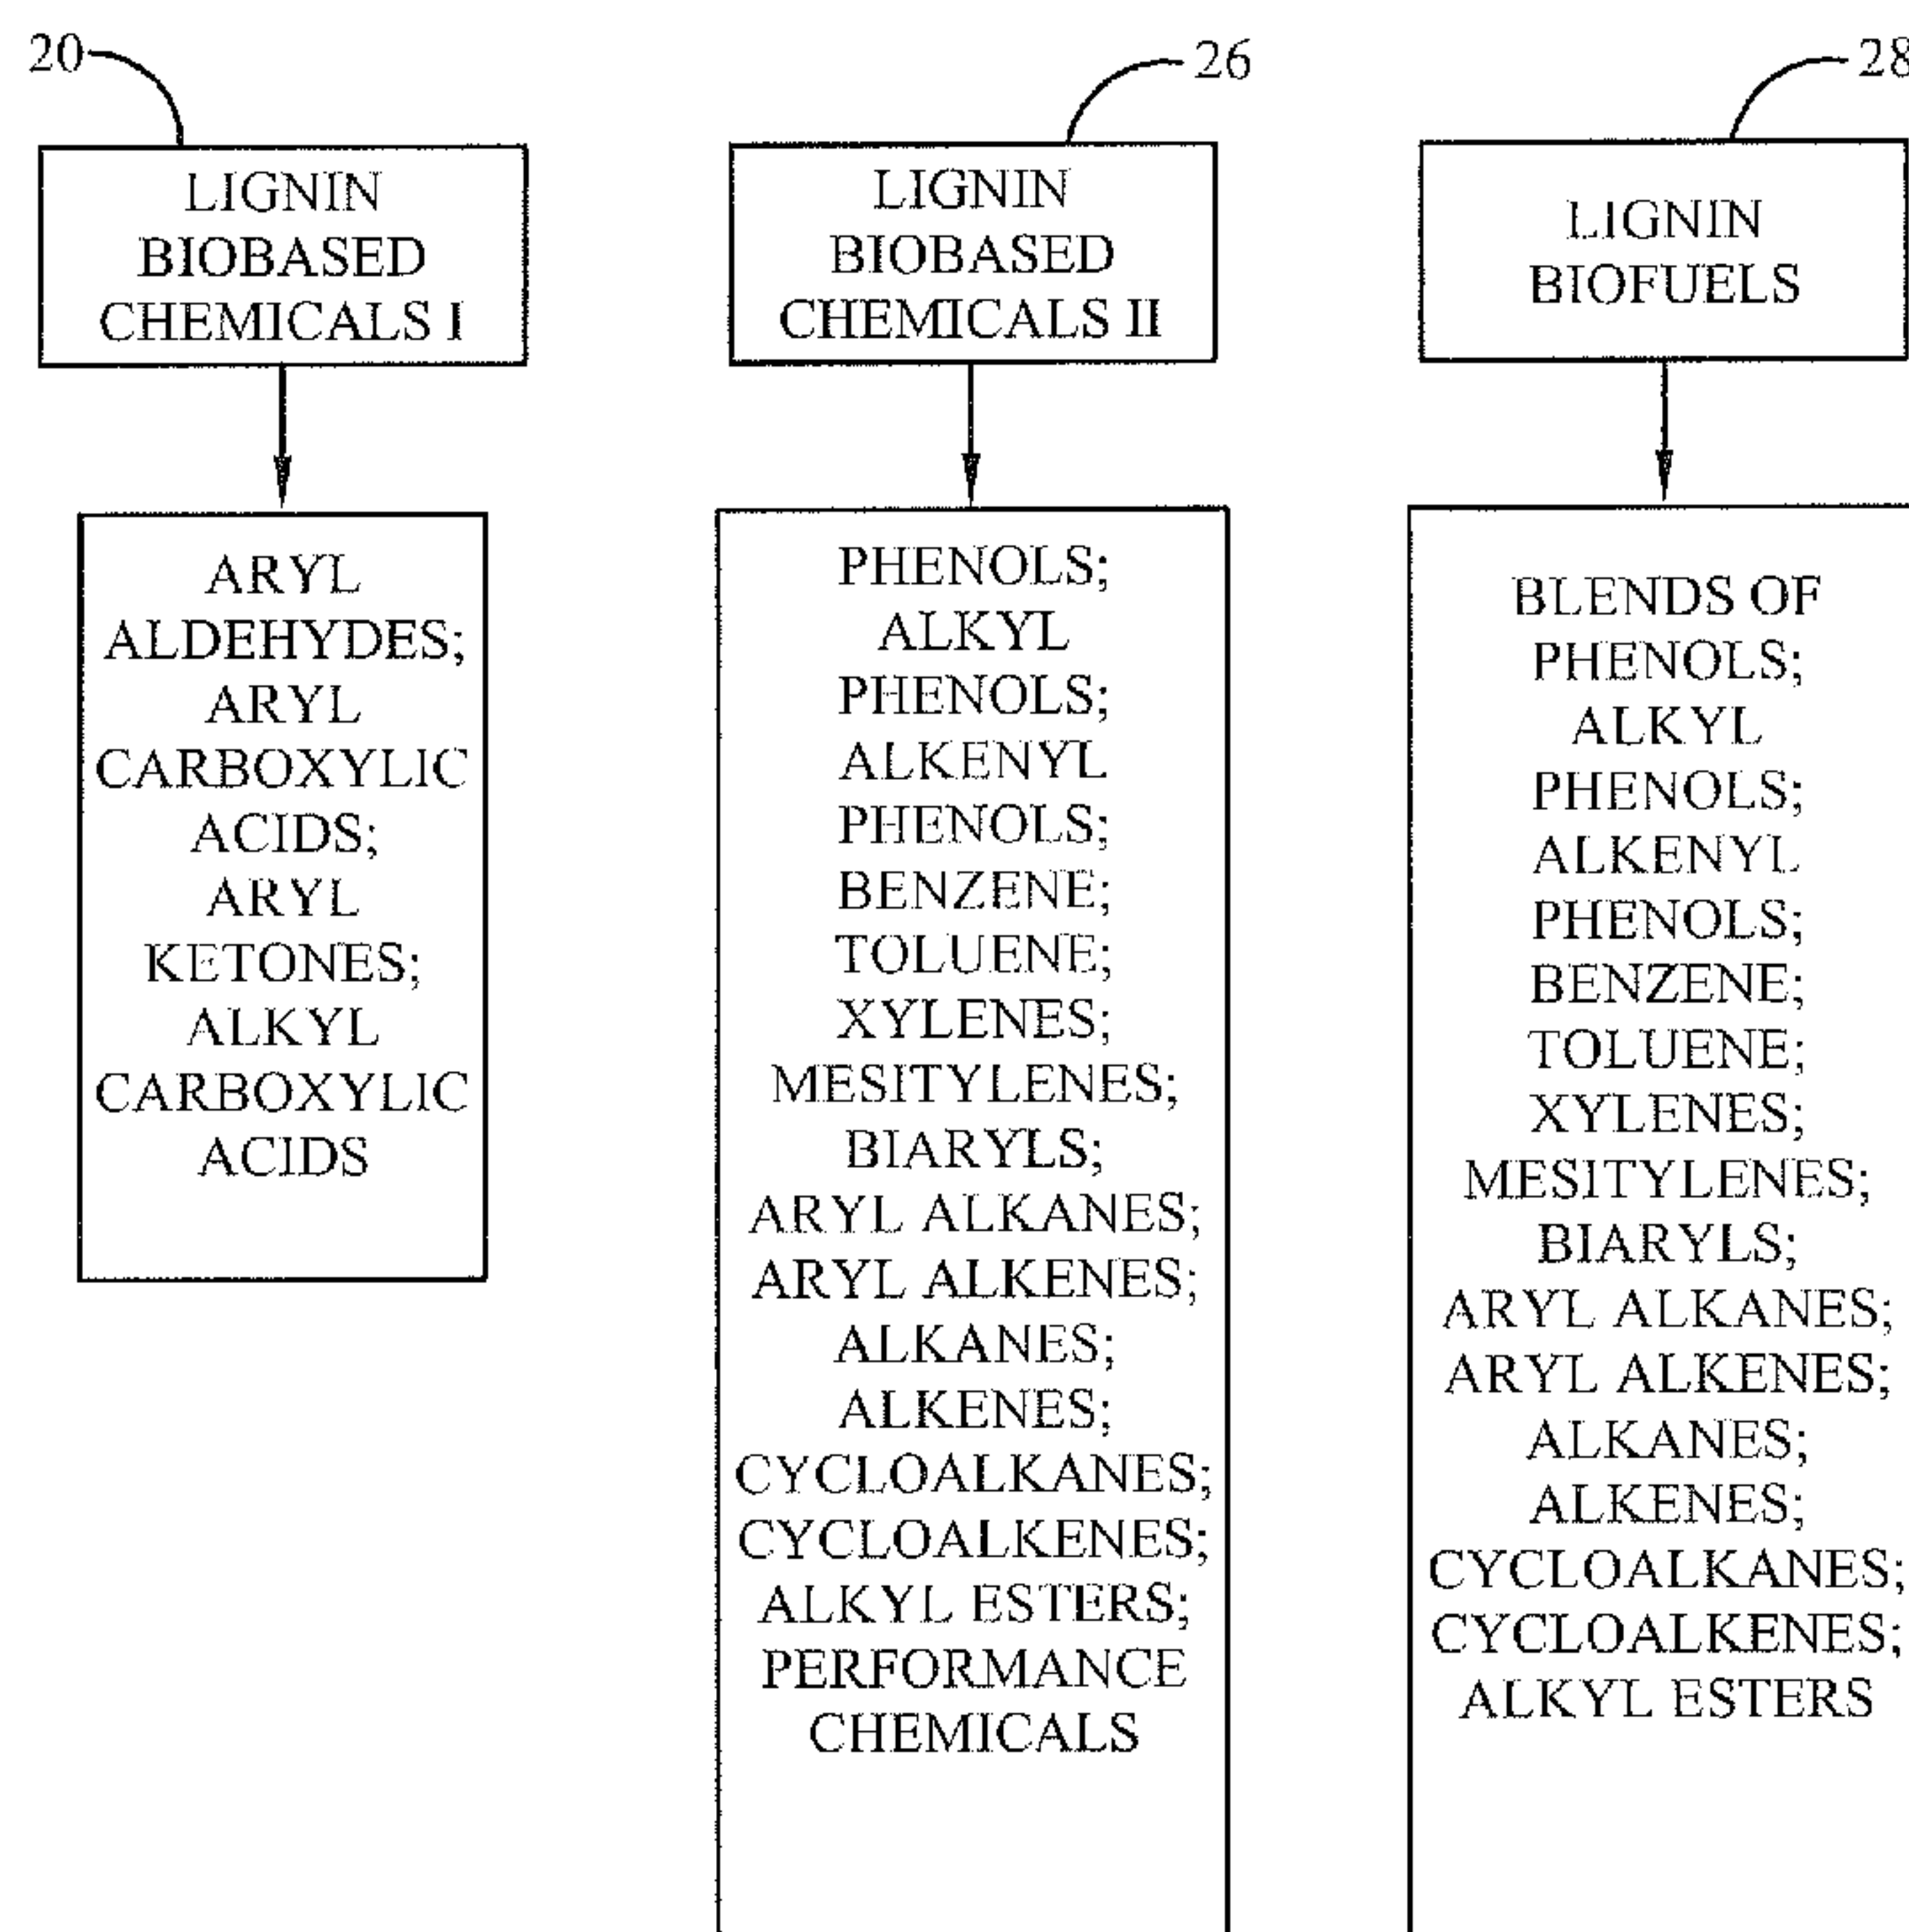 20
26
28
LIGNIN
BIOBASED
CHEMICALS I
LIGNIN
BIOBASED
CHEMICALS II
LIGNIN
BIOFUELS
ARYL
ALDEHYDES;
ARYL
CARBOXYLIC
ACIDS;
ARYL
KETONES;
ALKYL
CARBOXYLIC
ACIDS
PHENOLS;
ALKYL
PHENOLS;
ALKENYL
PHENOLS;
BENZENE;
TOLUENE;
XYLENES;
MESITYLENES;
BIARYLS;
ARYL ALKANES;
ARYL ALKENES;
ALKANES;
ALKENES;
CYCLOALKANES;
CYCLOALKENES;
ALKYL ESTERS;
PERFORMANCE
CHEMICALS
BLENDS OF
PHENOLS;
ALKYL
PHENOLS;
ALKENYL
PHENOLS;
BENZENE;
TOLUENE;
XYLENES;
MESITYLENES;
BIARYLS;
ARYL ALKANES;
ARYL ALKENES;
ALKANES;
ALKENES;
CYCLOALKANES;
CYCLOALKENES;
ALKYL ESTERS